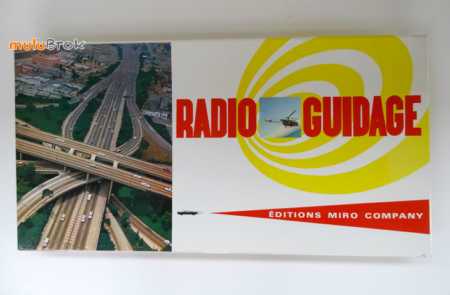 muluBrok
RADIO GUIDAGE
ÉDITIONS MIRO COMPANY